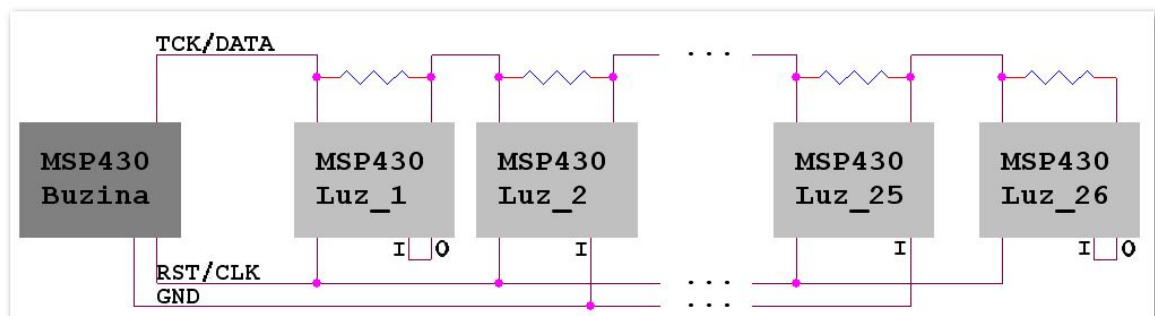 TCK/DATA
...
MSP430
Buzina
MSP430
Luz_1
MSP430
Luz_2
MSP430
Luz_25
MSP430
Luz_26
I
O
I
I
I
O
RST/CLK
...
GND
...